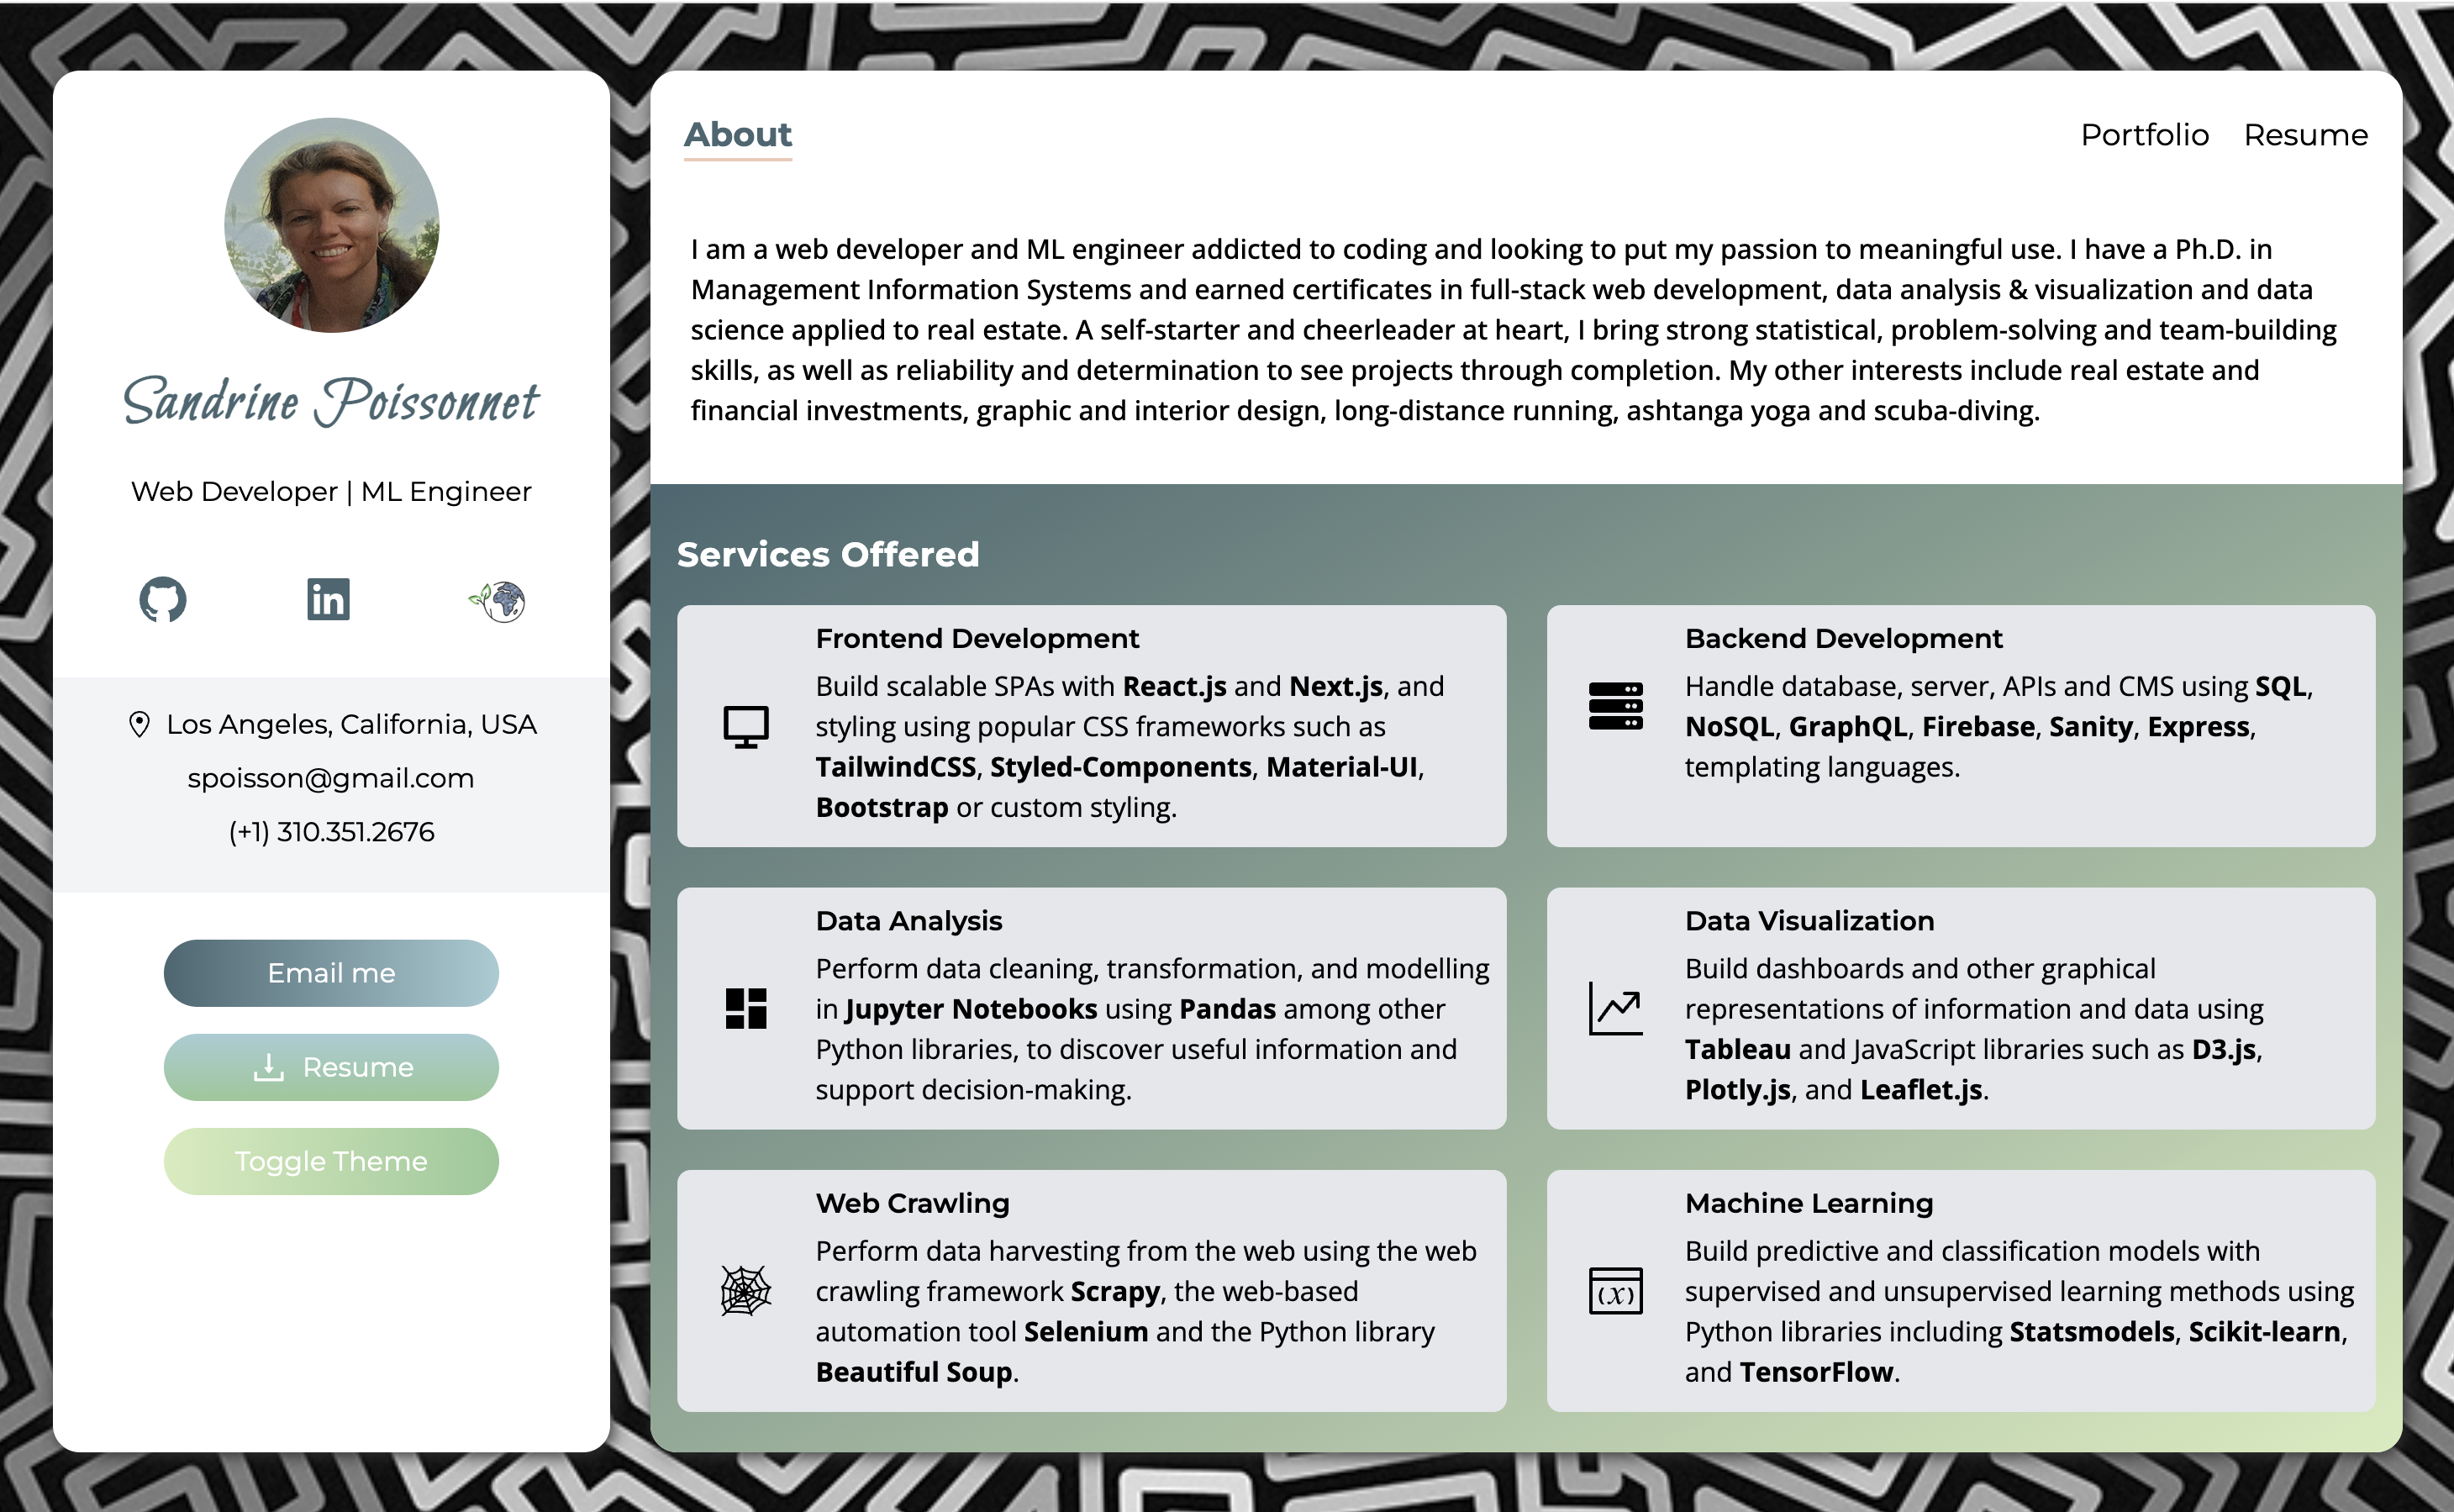 Sandrine Poissonnet
Web Developer | ML Engineer
in
Los Angeles, California, USA
spoisson@gmail.com
(+1) 310.351.2676
Email me
Resume
Toggle Theme
About
Portfolio
Resume
I am a web developer and ML engineer addicted to coding and looking to put my passion to meaningful use. I have a Ph.D. in
Management Information Systems and earned certificates in full-stack web development, data analysis & visualization and data
science applied to real estate. A self-starter and cheerleader at heart, I bring strong statistical, problem-solving and team-building
skills, as well as reliability and determination to see projects through completion. My other interests include real estate and
financial investments, graphic and interior design, long-distance running, ashtanga yoga and scuba-diving.
Services Offered
Frontend Development
Build scalable SPAs with React.js and Next.js, and
styling using popular CSS frameworks such as
TailwindCSS, Styled-Components, Material-UI,
Bootstrap or custom styling.
Backend Development
Handle database, server, APIs and CMS using SQL,
NoSQL, GraphQL, Firebase, Sanity, Express,
templating languages.
Data Analysis
Perform data cleaning, transformation, and modelling
in Jupyter Notebooks using Pandas among other
Python libraries, to discover useful information and
support decision-making.
Data Visualization
Build dashboards and other graphical
representations of information and data using
Tableau and JavaScript libraries such as D3.js,
Plotly.js, and Leaflet.js.
Web Crawling
Perform data harvesting from the web using the web
crawling framework Scrapy, the web-based
automation tool Selenium and the Python library
Beautiful Soup.
(x)
Machine Learning
Build predictive and classification models with
supervised and unsupervised learning methods using
Python libraries including Statsmodels, Scikit-learn,
and TensorFlow.